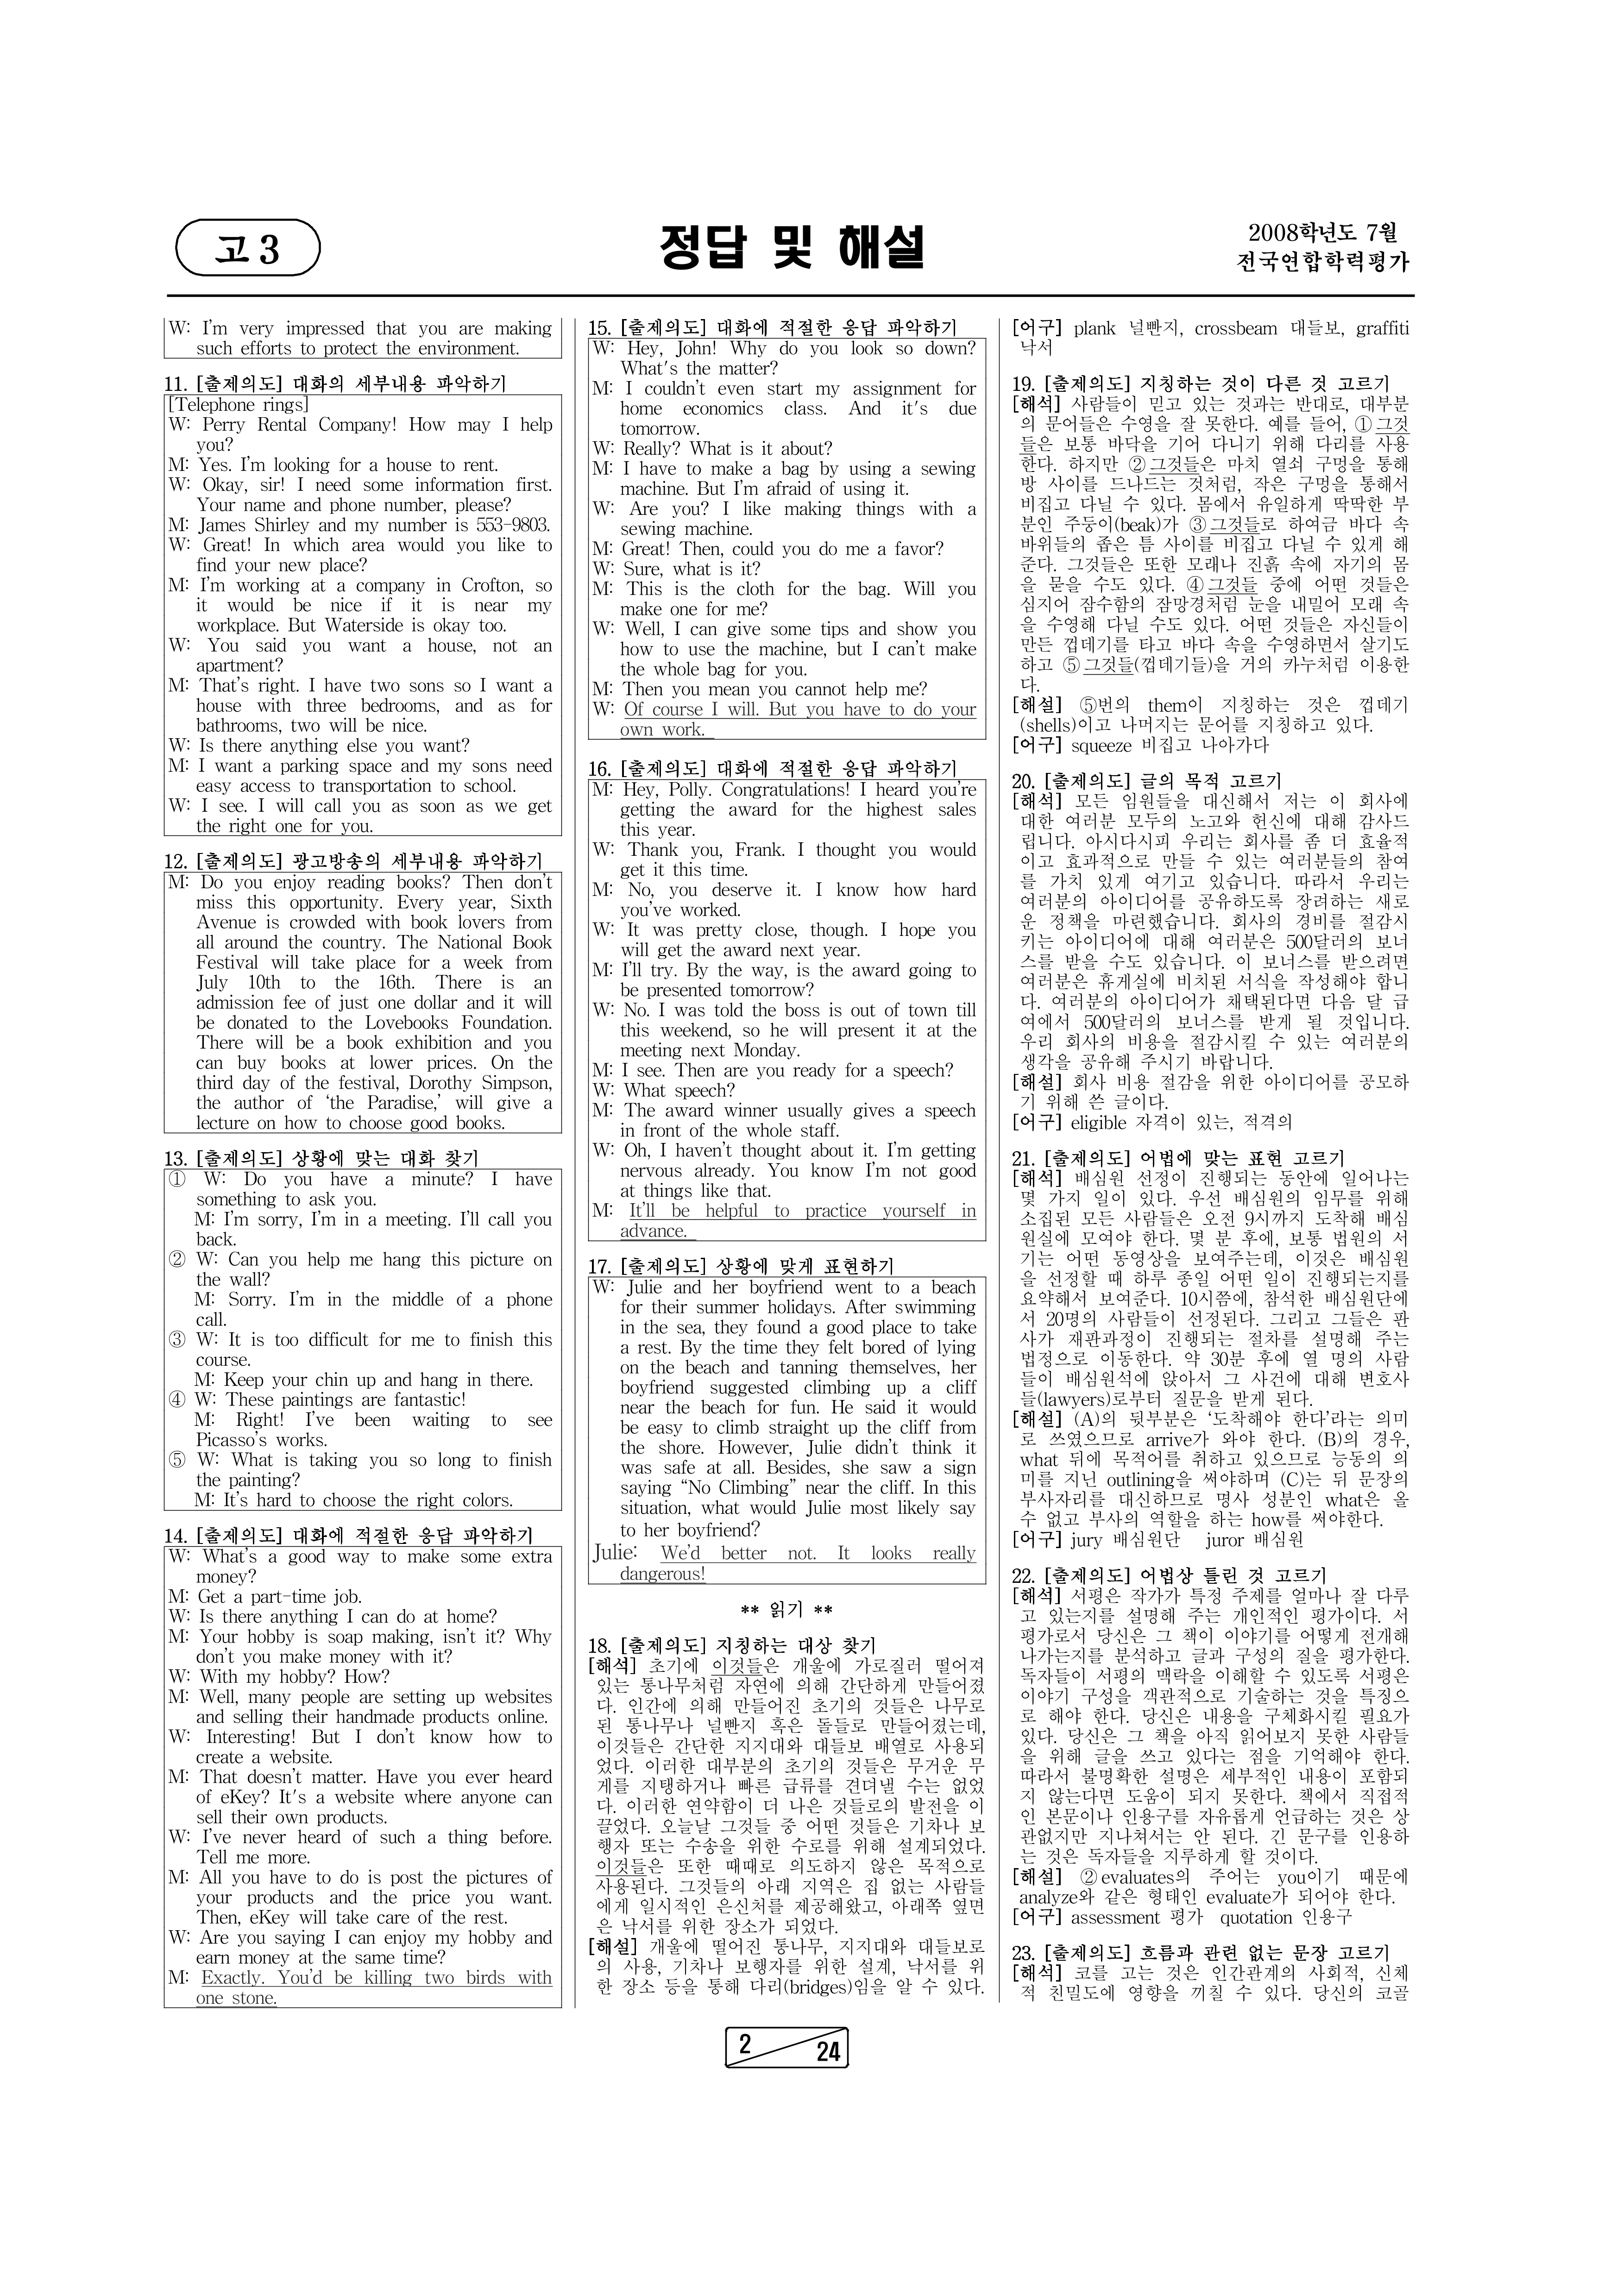 고 3
정답 및 해설
2008학년도 7월
전국연합학력평가
W: I'm very impressed that you are making
such efforts to protect the environment.
11. [출제의도] 대화의 세부내용 파악하기
[Telephone rings]
W: Perry Rental Company! How may I help
you?
M: Yes. I'm looking for a house to rent.
W: Okay, sir! I need some information first.
Your name and phone number, please?
M: James Shirley and my number is 553-9803.
W: Great! In which area would you like to
find your new place?
M: I'm working at a company in Crofton, so
it would be nice if it is near my
workplace. But Waterside is okay too.
W: You said you want a house, not an
apartment?
M: That's right. I have two sons so I want a
house with three bedrooms, and as for
bathrooms, two will be nice.
W: Is there anything else you want?
M: I want a parking space and my sons need
easy access to transportation to school.
W: I see. I will call you as soon as we get
the right one for you.
12. [출제의도] 광고방송의 세부내용 파악하기
M: Do you enjoy reading books? Then don't
miss this opportunity. Every year, Sixth
Avenue is crowded with book lovers from
all around the country. The National Book
Festival will take place for a week from
July 10th to the 16th. There is an
admission fee of just one dollar and it will
be donated to the Lovebooks Foundation.
There will be a book exhibition and you
can buy books at lower prices. On the
third day of the festival, Dorothy Simpson,
the author of ‘the Paradise,’ will give a
lecture on how to choose good books.
13. [출제의도] 상황에 맞는 대화 찾기
① W: Do you have a minute? I have
something to ask you.
M: I'm sorry, I'm in a meeting. I'll call you
back.
② W: Can you help me hang this picture on
the wall?
M: Sorry. I'm in the middle of a phone
call.
③ W: It is too difficult for me to finish this
course.
M: Keep your chin up and hang in there.
④ W: These paintings are fantastic!
M: Right! I've been waiting to see
Picasso's works.
⑤ W: What is taking you so long to finish
the painting?
M: It's hard to choose the right colors.
14. [출제의도] 대화에 적절한 응답 파악하기
W: What's a good way to make some extra
money?
M: Get a part-time job.
W: Is there anything I can do at home?
M: Your hobby is soap making, isn't it? Why
don't you make money with it?
W: With my hobby? How?
M: Well, many people are setting up websites
and selling their handmade products online.
W: Interesting! But I don't know how to
create a website.
M: That doesn't matter. Have you ever heard
of eKey? It's a website where anyone can
sell their own products.
W: I've never heard of such a thing before.
Tell me more.
M: All you have to do is post the pictures of
your products and the price you want.
Then, eKey will take care of the rest.
W: Are you saying I can enjoy my hobby and
earn money at the same time?
M: Exactly. You'd be killing two birds with
one stone.
15. [출제의도] 대화에 적절한 응답 파악하기
W: Hey, John! Why do you look so down?
What's the matter?
M: I couldn't even start my assignment for
home economics class. And it's due
tomorrow.
W: Really? What is it about?
M: I have to make a bag by using a sewing
machine. But I'm afraid of using it.
W: Are you? I like making things with a
sewing machine.
M: Great! Then, could you do me a favor?
W: Sure, what is it?
M: This is the cloth for the bag. Will you
make one for me?
W: Well, I can give some tips and show you
how to use the machine, but I can't make
the whole bag for you.
M: Then you mean you cannot help me?
W: Of course I will. But you have to do your
own work.
16. [출제의도] 대화에 적절한 응답 파악하기
M: Hey, Polly. Congratulations! I heard you're
getting the award for the highest sales
this year.
W: Thank you, Frank. I thought you would
get it this time.
M: No, you deserve it. I know how hard
you've worked.
W: It was pretty close, though. I hope you
will get the award next year.
M: I'll try. By the way, is the award going to
be presented tomorrow?
W: No. I was told the boss is out of town till
this weekend, so he will present it at the
meeting next Monday.
M: I see. Then are you ready for a speech?
W: What speech?
M: The award winner usually gives a speech
in front of the whole staff.
W: Oh, I haven't thought about it. I'm getting
nervous already. You know I'm not good
at things like that.
M: It'll be helpful to practice yourself in
advance.
17. [출제의도] 상황에 맞게 표현하기
W: Julie and her boyfriend went to a beach
for their summer holidays. After swimming
in the sea, they found a good place to take
a rest. By the time they felt bored of lying
on the beach and tanning themselves, her
boyfriend suggested climbing up a cliff
near the beach for fun. He said it would
be easy to climb straight up the cliff from
the shore. However, Julie didn't think it
was safe at all. Besides, she saw a sign
saying “No Climbing” near the cliff. In this
situation, what would Julie most likely say
to her boyfriend?
Julie: We'd better not. It looks really
dangerous!
** 읽기 **
18. [출제의도] 지칭하는 대상 찾기
[해석] 초기에 이것들은 개울에 가로질러 떨어져
있는 통나무처럼 자연에 의해 간단하게 만들어졌
다. 인간에 의해 만들어진 초기의 것들은 나무로
된 통나무나 널빤지 혹은 돌들로 만들어졌는데,
이것들은 간단한 지지대와 대들보 배열로 사용되
었다. 이러한 대부분의 초기의 것들은 무거운 무
게를 지탱하거나 빠른 급류를 견뎌낼 수는 없었
다. 이러한 연약함이 더 나은 것들로의 발전을 이
끌었다. 오늘날 그것들 중 어떤 것들은 기차나 보
행자 또는 수송을 위한 수로를 위해 설계되었다.
이것들은 또한 때때로 의도하지 않은 목적으로
사용된다. 그것들의 아래 지역은 집 없는 사람들
에게 일시적인 은신처를 제공해왔고, 아래쪽 옆면
은 낙서를 위한 장소가 되었다.
[해설] 개울에 떨어진 통나무, 지지대와 대들보로
의 사용, 기차나 보행자를 위한 설계, 낙서를 위
한 장소 등을 통해 다리(bridges)임을 알 수 있다.
[어구] plank 널빤지, crossbeam 대들보, graffiti
낙서
19. [출제의도] 지칭하는 것이 다른 것 고르기
[해석] 사람들이 믿고 있는 것과는 반대로, 대부분
의 문어들은 수영을 잘 못한다. 예를 들어, ①그것
들은 보통 바닥을 기어 다니기 위해 다리를 사용
한다. 하지만 ②그것들은 마치 열쇠 구멍을 통해
방 사이를 드나드는 것처럼, 작은 구멍을 통해서
비집고 다닐 수 있다. 몸에서 유일하게 딱딱한 부
분인 주둥이(beak)가 ③그것들로 하여금 바다 속
바위들의 좁은 틈 사이를 비집고 다닐 수 있게 해
준다. 그것들은 또한 모래나 진흙 속에 자기의 몸
을 묻을 수도 있다. ④그것들 중에 어떤 것들은
심지어 잠수함의 잠망경처럼 눈을 내밀어 모래 속
을 수영해 다닐 수도 있다. 어떤 것들은 자신들이
만든 껍데기를 타고 바다 속을 수영하면서 살기도
하고 ⑤그것들(껍데기들)을 거의 카누처럼 이용한
다.
[해설] ⑤번의 them이 지칭하는 것은 껍데기
(shells)이고 나머지는 문어를 지칭하고 있다.
[어구] squeeze 비집고 나아가다
20. [출제의도] 글의 목적 고르기
[해석] 모든 임원들을 대신해서 저는 이 회사에
대한 여러분 모두의 노고와 헌신에 대해 감사드
립니다. 아시다시피 우리는 회사를 좀 더 효율적
이고 효과적으로 만들 수 있는 여러분들의 참여
를 가치 있게 여기고 있습니다. 따라서 우리는
여러분의 아이디어를 공유하도록 장려하는 새로
운 정책을 마련했습니다. 회사의 경비를 절감시
키는 아이디어에 대해 여러분은 500달러의 보너
스를 받을 수도 있습니다. 이 보너스를 받으려면
여러분은 휴게실에 비치된 서식을 작성해야 합니
다. 여러분의 아이디어가 채택된다면 다음 달 급
여에서 500달러의 보너스를 받게 될 것입니다.
우리 회사의 비용을 절감시킬 수 있는 여러분의
생각을 공유해 주시기 바랍니다.
[해설] 회사 비용 절감을 위한 아이디어를 공모하
기 위해 쓴 글이다.
[어구] eligible 자격이 있는, 적격의
21. [출제의도] 어법에 맞는 표현 고르기
[해석] 배심원 선정이 진행되는 동안에 일어나는
몇 가지 일이 있다. 우선 배심원의 임무를 위해
소집된 모든 사람들은 오전 9시까지 도착해 배심
원실에 모여야 한다. 몇 분 후에, 보통 법원의 서
기는 어떤 동영상을 보여주는데, 이것은 배심원
을 선정할 때 하루 종일 어떤 일이 진행되는지를
요약해서 보여준다. 10시쯤에, 참석한 배심원단에
서 20명의 사람들이 선정된다. 그리고 그들은 판
사가 재판과정이 진행되는 절차를 설명해 주는
법정으로 이동한다. 약 30분 후에 열 명의 사람
들이 배심원석에 앉아서 그 사건에 대해 변호사
들(lawyers)로부터 질문을 받게 된다.
[해설] (A)의 뒷부분은 ‘도착해야 한다’라는 의미
로 쓰였으므로 arrive가 와야 한다. (B)의 경우,
what 뒤에 목적어를 취하고 있으므로 능동의 의
미를 지닌 outlining을 써야하며 (C)는 뒤 문장의
부사자리를 대신하므로 명사 성분인 what은 올
수 없고 부사의 역할을 하는 how를 써야한다.
[어구] jury 배심원단 juror 배심원
22. [출제의도] 어법상 틀린 것 고르기
[해석] 서평은 작가가 특정 주제를 얼마나 잘 다루
고 있는지를 설명해 주는 개인적인 평가이다. 서
평가로서 당신은 그 책이 이야기를 어떻게 전개해
나가는지를 분석하고 글과 구성의 질을 평가한다.
독자들이 서평의 맥락을 이해할 수 있도록 서평은
이야기 구성을 객관적으로 기술하는 것을 특징으
로 해야 한다. 당신은 내용을 구체화시킬 필요가
있다. 당신은 그 책을 아직 읽어보지 못한 사람들
을 위해 글을 쓰고 있다는 점을 기억해야 한다.
따라서 불명확한 설명은 세부적인 내용이 포함되
지 않는다면 도움이 되지 못한다. 책에서 직접적
인 본문이나 인용구를 자유롭게 언급하는 것은 상
관없지만 지나쳐서는 안 된다. 긴 문구를 인용하
는 것은 독자들을 지루하게 할 것이다.
[해설] ②evaluates의 주어는 you이기 때문에
analyze와 같은 형태인 evaluate가 되어야 한다.
[어구] assessment 평가 quotation 인용구
23. [출제의도] 흐름과 관련 없는 문장 고르기
[해석] 코를 고는 것은 인간관계의 사회적, 신체
적 친밀도에 영향을 끼칠 수 있다. 당신의 코골
2
24